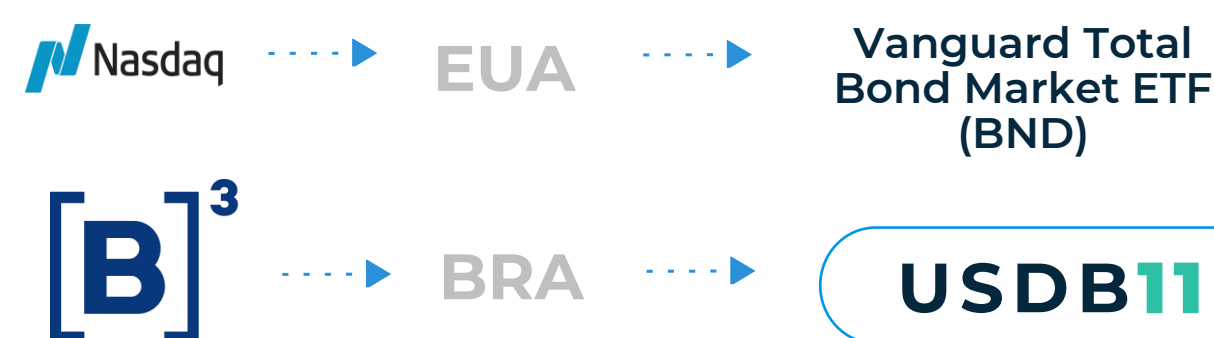 Nasdaq
EUA
Vanguard Total
Bond Market ETF
(BND)
[B]³
BRA
USDB11